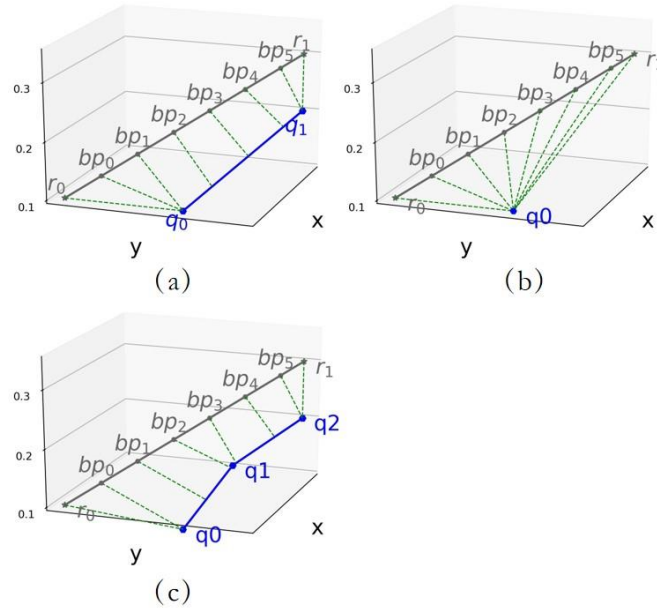 r₁
bp₅
bp₄
0.3
bp₃
bp₂
q₁
0.2
bp₁
bp₀
r₀
0.1
q₀
x
y
(a)
bp₅
r
bp₄
0.3
bp₃
bp₂
0.2
bp₁
bp₀
0.1
r₀
q0
x
y
(b)
bp₅
r₁
0.3
bp₄
bp₃
q2
bp₂
0.2
bp₁
q1
bp₀
0.1
r₀
q0
x
y
(c)